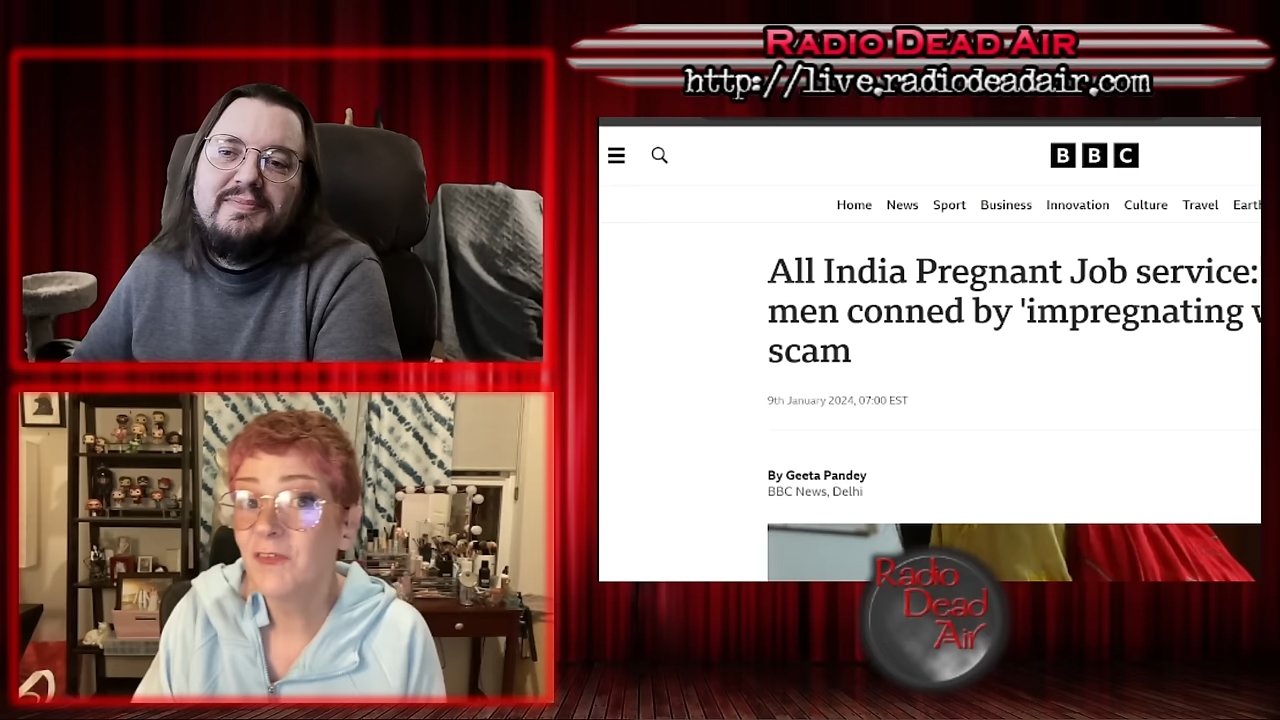 RADIO DEAD AIR
http://live.radiodeadair.com
BBC
Home News Sport Business Innovation Culture Travel Earth
All India Pregnant Job service:
men conned by 'impregnating w
scam
9th January 2024, 07:00 EST
By Geeta Pandey
BBC News, Delhi
Radio
Dead
Air